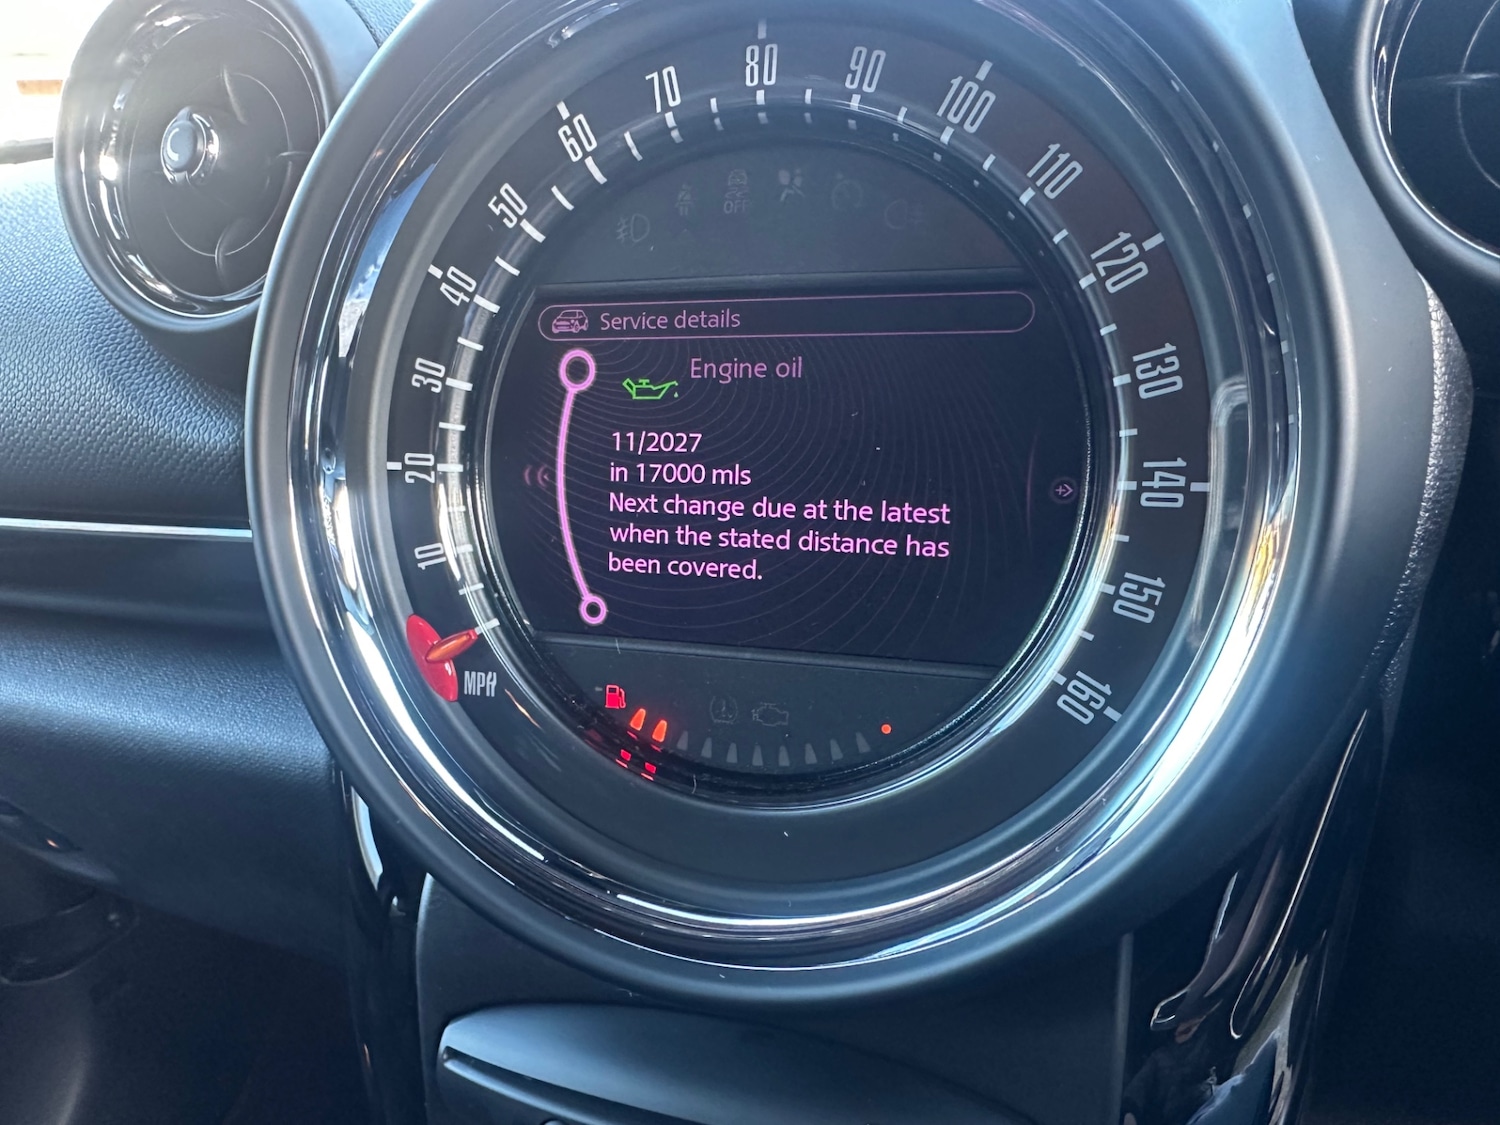 80
70
90
60
100
50
110
40
120
30
130
20
140
10
150
160
MPH
OFF
Service details
Engine oil
11/2027
in 17000 mls
Next change due at the latest
when the stated distance has
been covered.